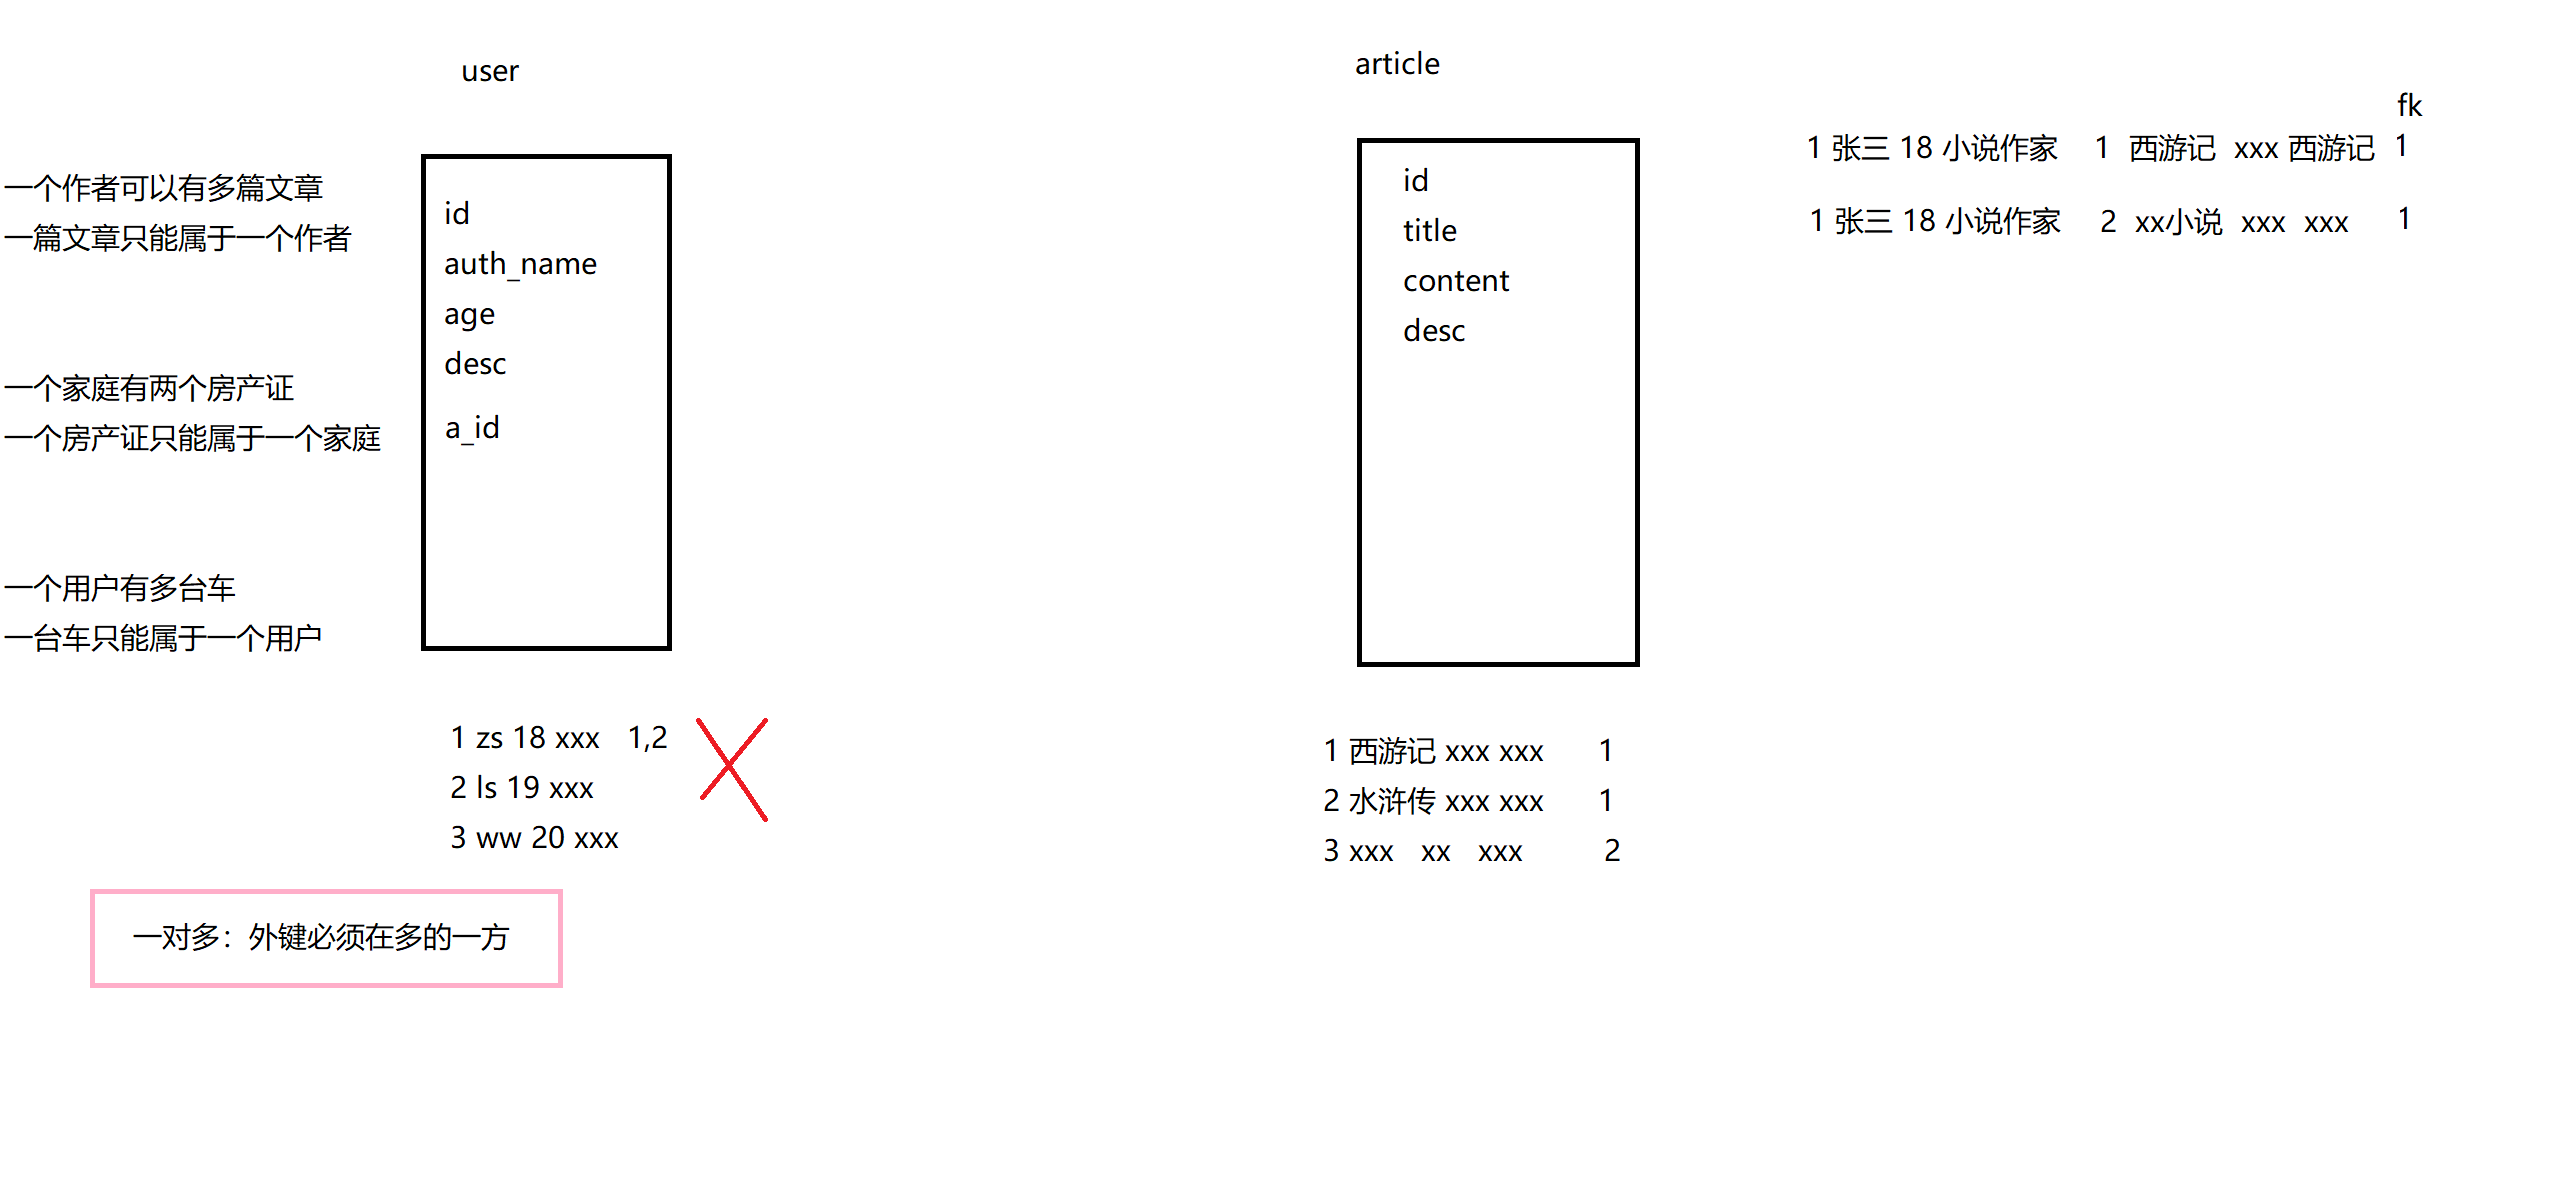 user
一个作者可以有多篇文章
一篇文章只能属于一个作者
一个家庭有两个房产证
一个房产证只能属于一个家庭
一个用户有多台车
一台车只能属于一个用户
id
auth_name
age
desc
a_id
1 zs 18 xxx 1,2
2 ls 19 xxx
3 ww 20 xxx
一对多：外键必须在多的一方
article
id
title
content
desc
1 西游记 xxx xxx 1
2 水浒传 xxx xxx 1
3 xxx xx xxx 2
fk
1 张三 18 小说作家 1 西游记 xxx 西游记 1
1 张三 18 小说作家 2 xx小说 xxx xxx 1